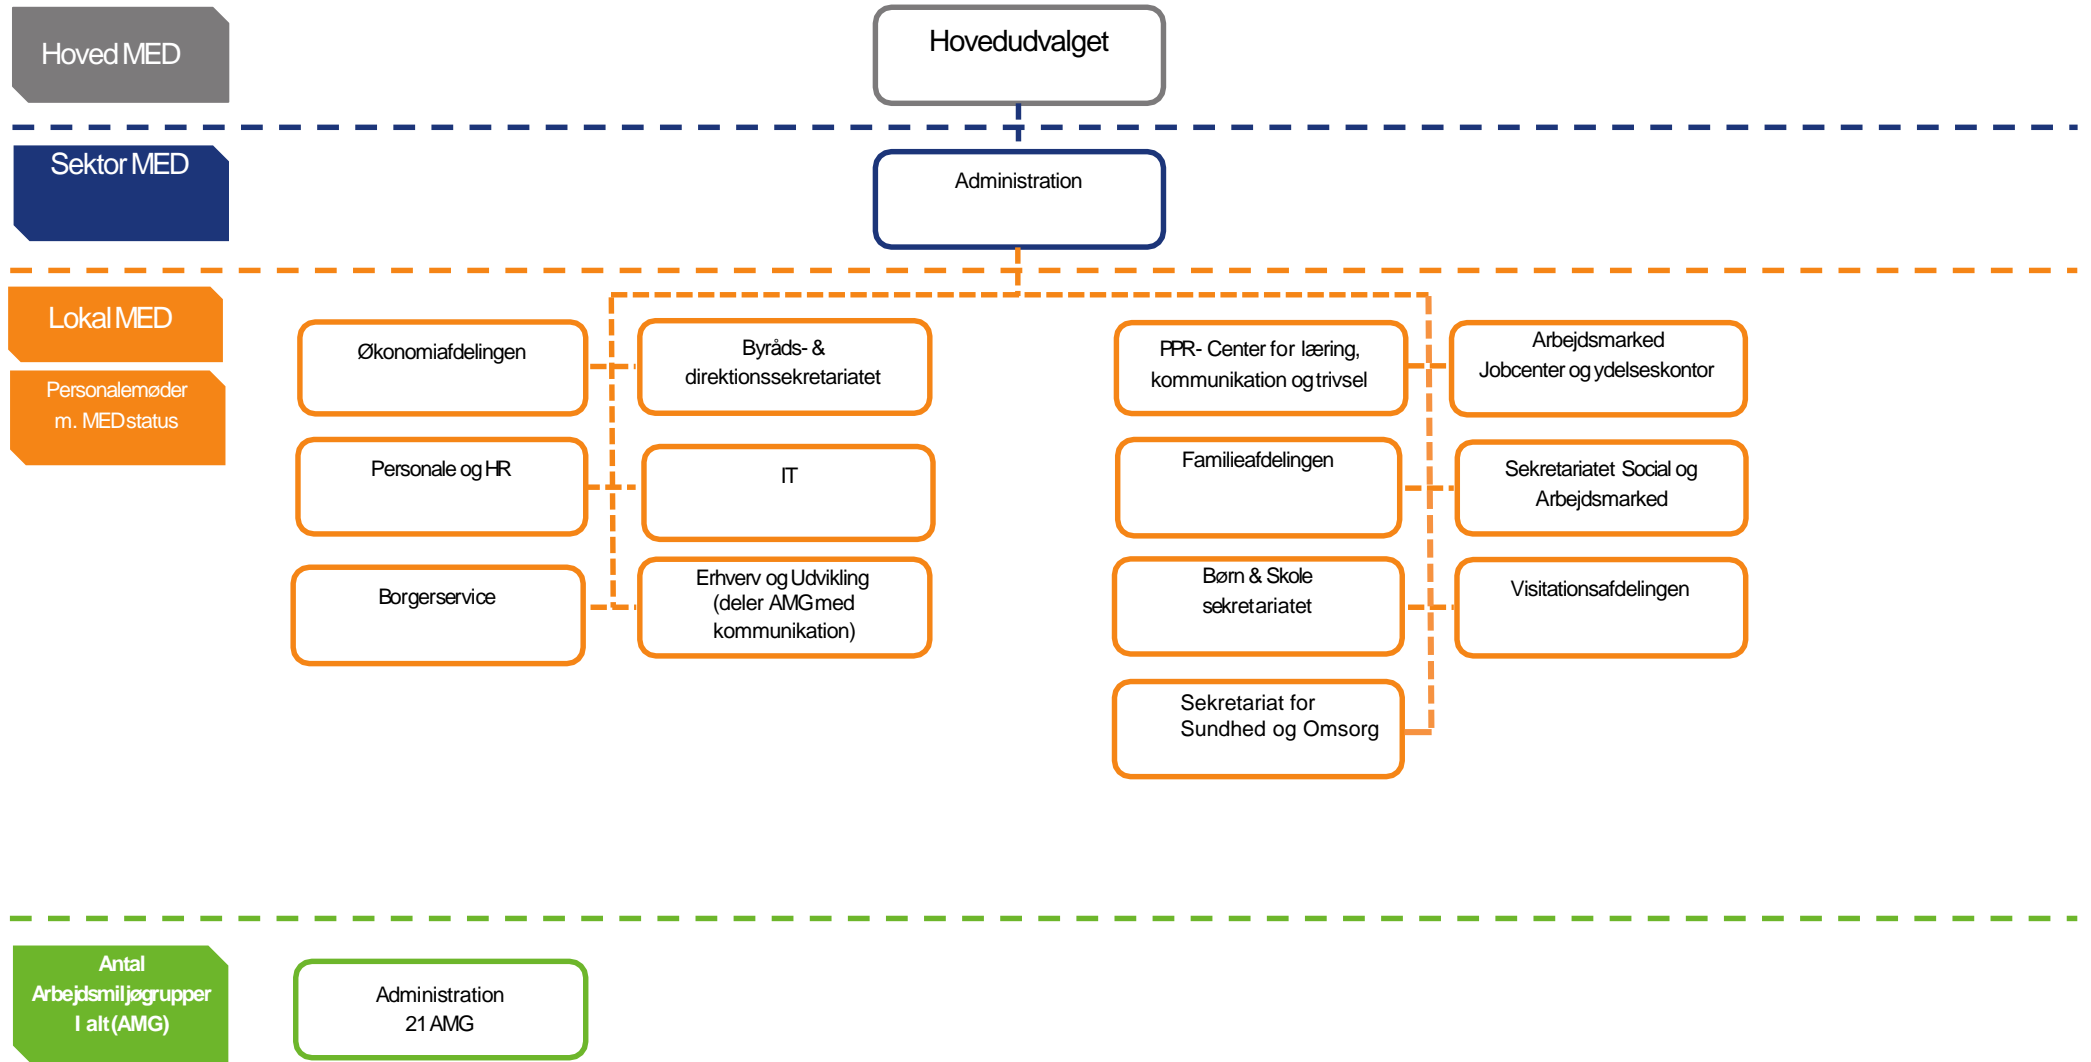 Hoved MED
Hovedudvalget
Sektor MED
Administration
Lokal MED
Personalemøder
m. MED status
Økonomiafdelingen
Byråds- &
direktionssekretariatet
PPR- Center for læring,
kommunikation og trivsel
Arbejdsmarked
Jobcenter og ydelseskontor
Personale og HR
IT
Familieafdelingen
Sekretariatet Social og
Arbejdsmarked
Borgerservice
Erhverv og Udvikling
(deler AMG med
kommunikation)
Børn & Skole
sekretariatet
Visitationsafdelingen
Sekretariat for
Sundhed og Omsorg
Antal
Arbejdsmiljøgrupper
I alt (AMG)
Administration
21 AMG